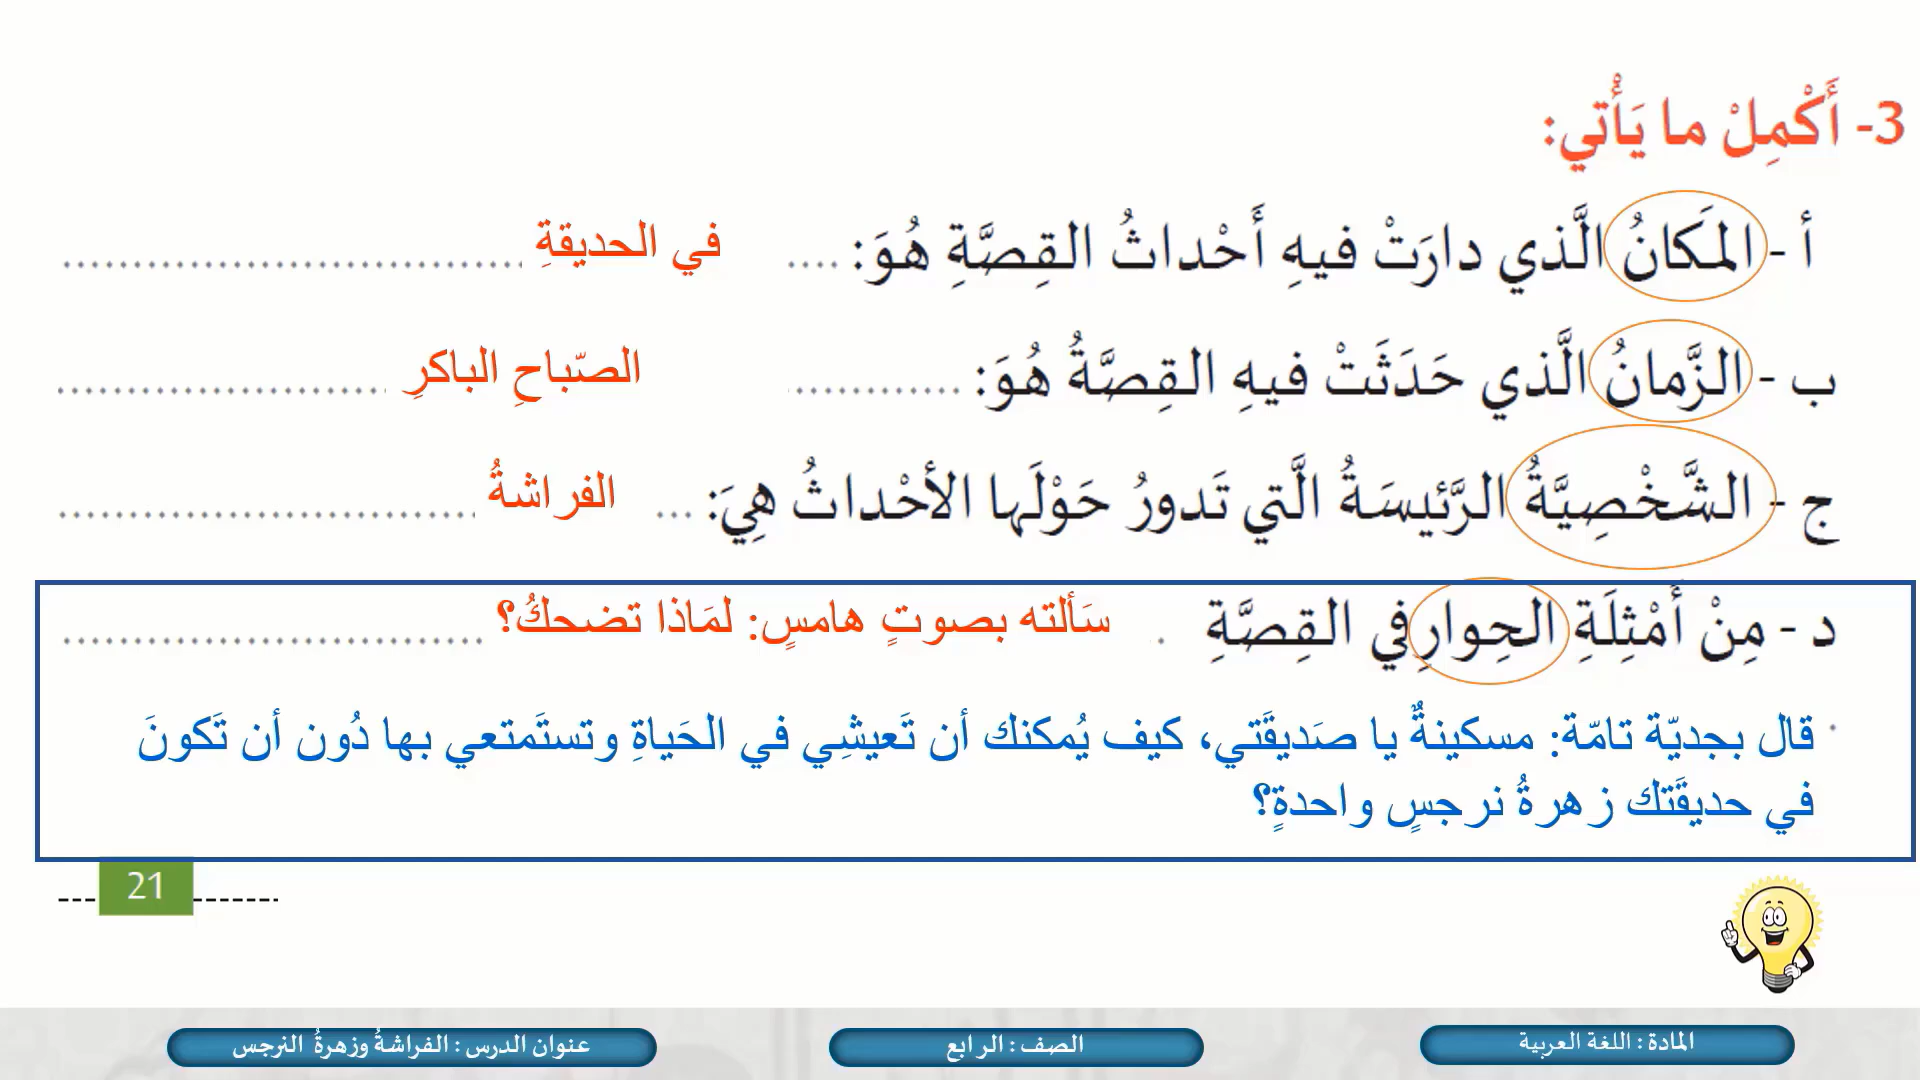 3- أَكْمِلْ ما يَأْتي:
أ - المَكانُ الَّذي دارَتْ فيهِ أَحْداثُ القِصَّةِ هُوَ: .... في الحديقةِ ................................
ب - الزَّمانُ الَّذي حَدَثَتْ فيهِ القِصَّةُ هُوَ: ............ الصّباحِ الباكرِ ........................
ج - الشَّخْصِيَّةُ الرَّئيسَةُ الَّتي تَدورُ حَوْلَها الأحْداثُ هِيَ: ... الفراشةُ ..............................
د - مِنْ أَمْثِلَةِ الحِوارِ في القِصَّةِ . سَألته بصوتٍ هامسٍ: لمَاذا تضحكُ؟ ..............................
قال بجديّة تامّة: مسكينةٌ يا صَديقَتي، كيف يُمكنك أن تَعيشِي في الحَياةِ وتستَمتعي بها دُون أن تَكونَ
في حديقَتك زهرةُ نرجسٍ واحدةٍ؟
21
المادة : اللغة العربية
الصف : الرابع
عنوان الدرس : الفراشةُ وزهرةُ النرجس